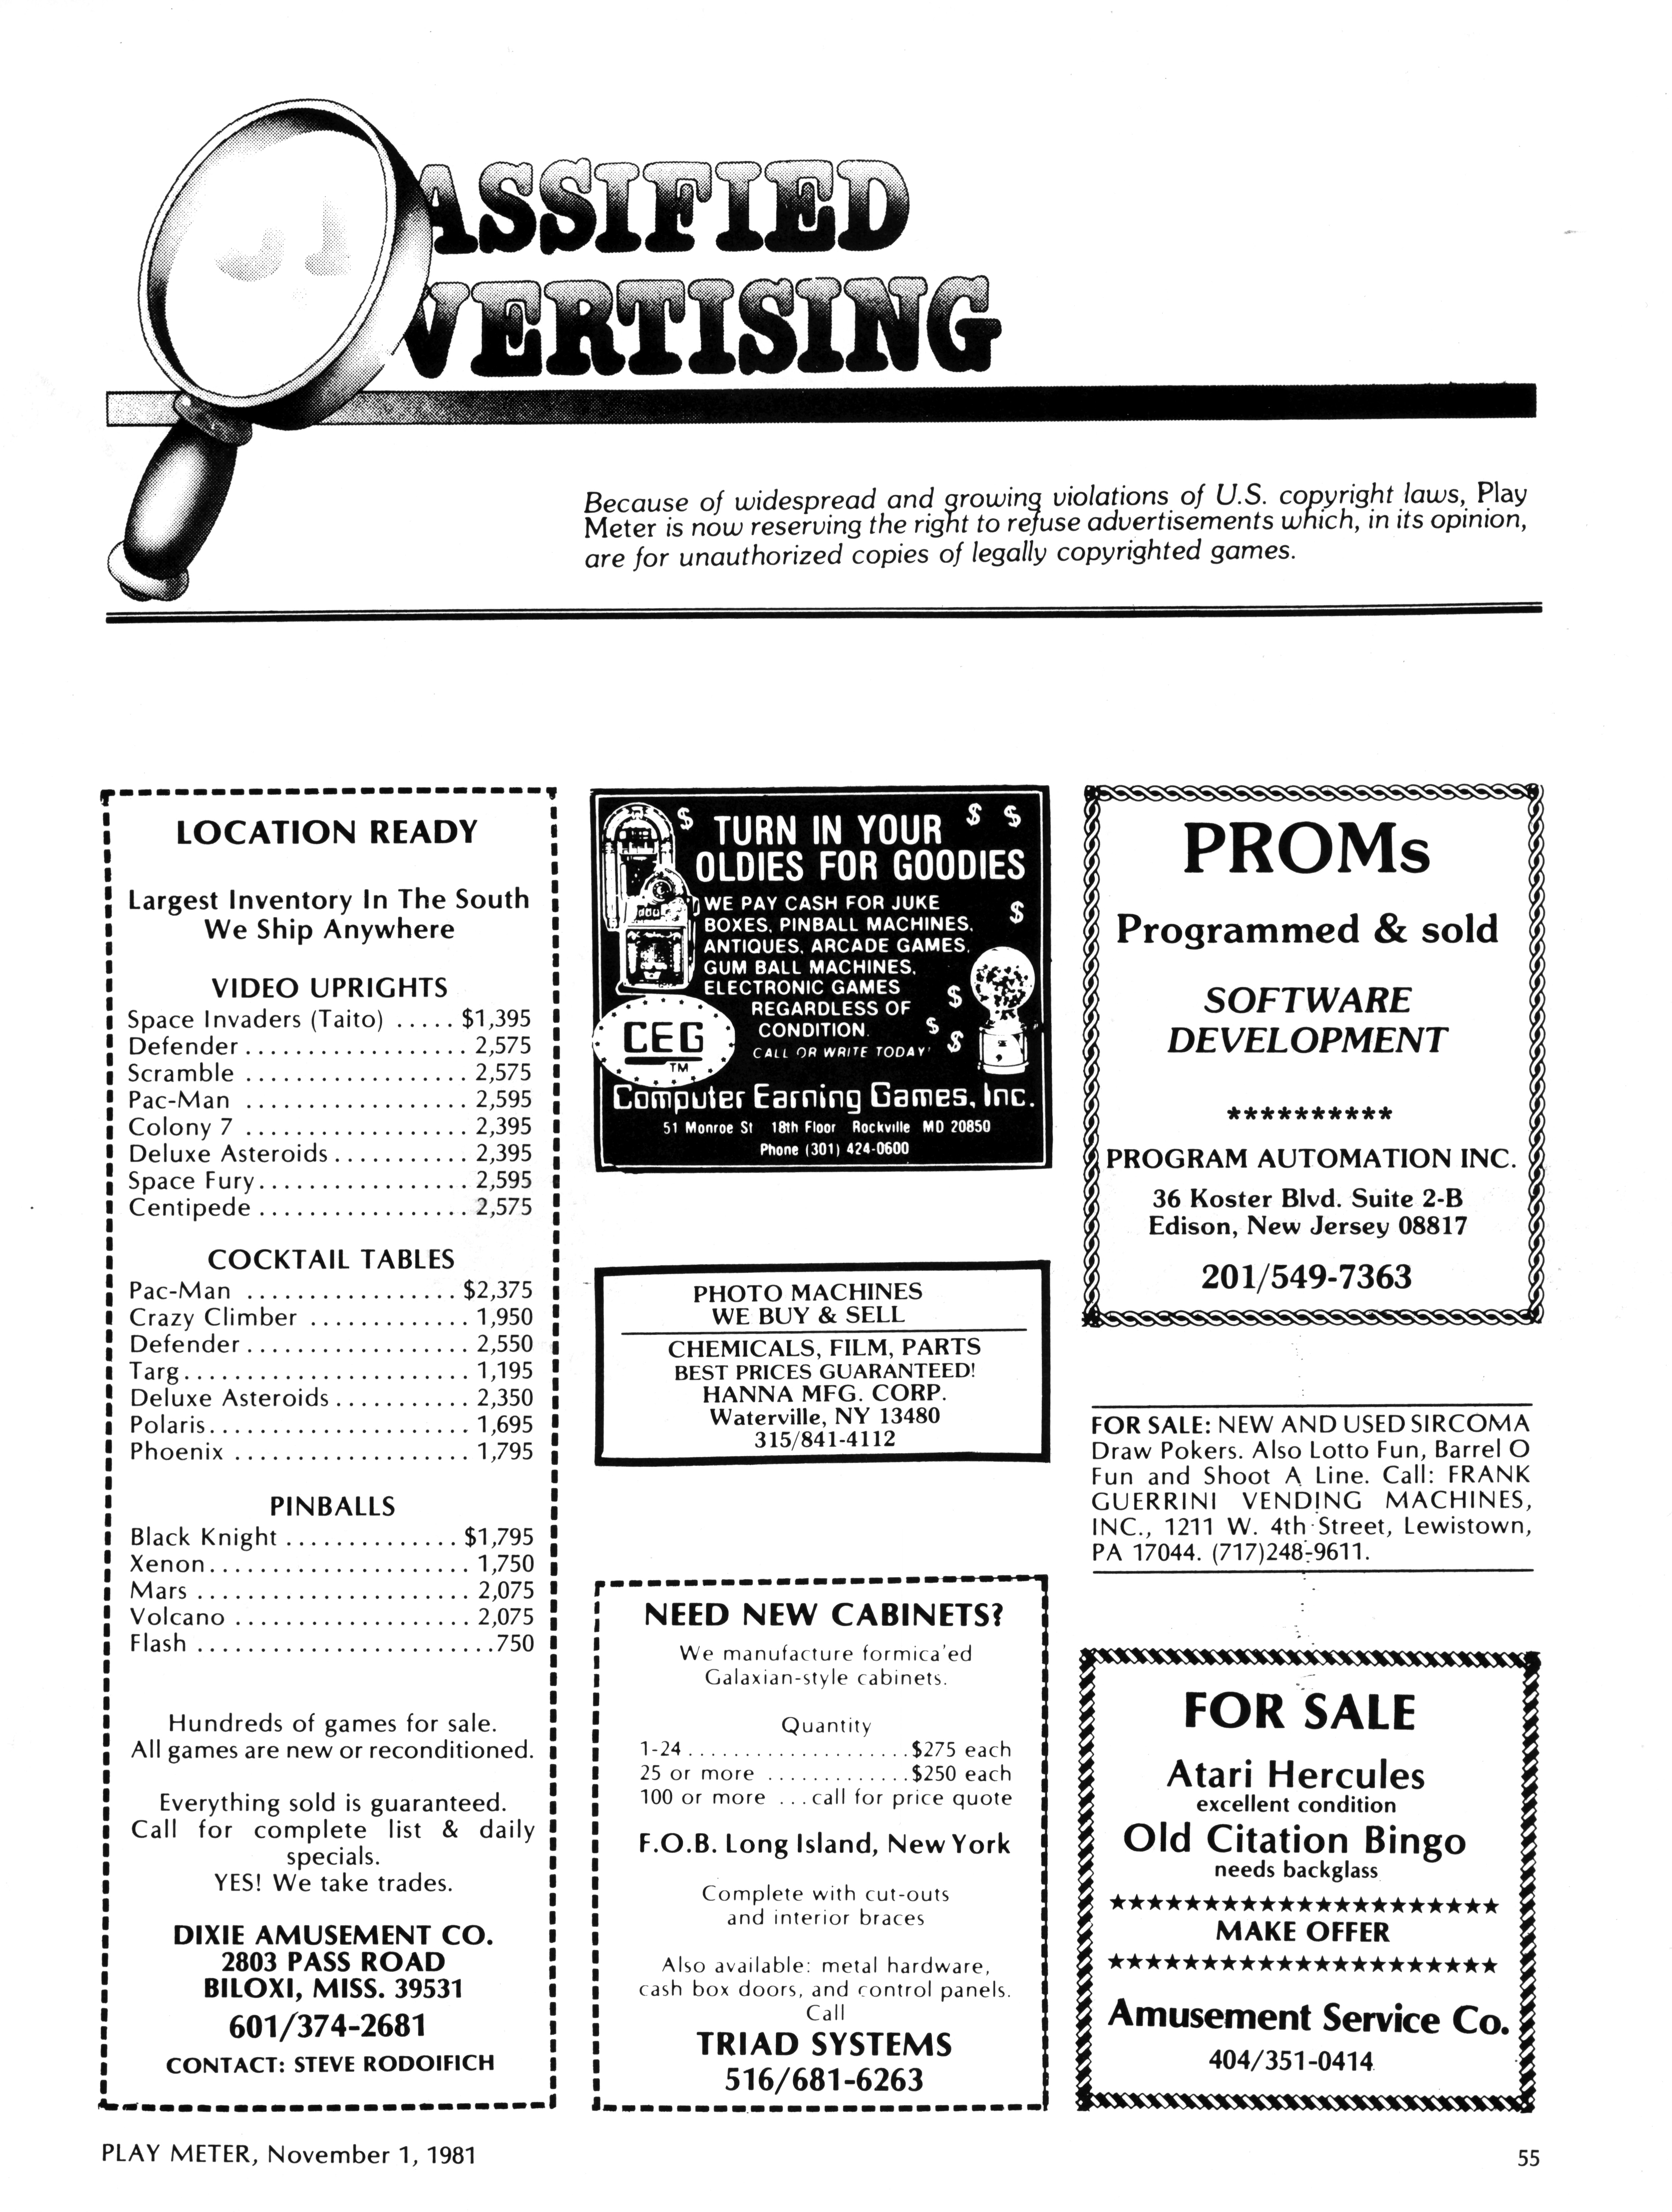 CLASSIFIED
ADVERTISING
Because of widespread and growing violations of U.S. copyright laws, Play
Meter is now reserving the right to refuse advertisements which, in its opinion,
are for unauthorized copies of legally copyrighted games.
LOCATION READY
Largest Inventory In The South
We Ship Anywhere
VIDEO UPRIGHTS
Space Invaders (Taito) ..... $1,395
Defender.................. 2,575
Scramble .................. 2,575
Pac-Man .................. 2,595
Colony 7 .................. 2,395
Deluxe Asteroids........... 2,395
Space Fury................. 2,595
Centipede ................. 2,575
COCKTAIL TABLES
Pac-Man ................. $2,375
Crazy Climber ............. 1,950
Defender.................. 2,550
Targ....................... 1,195
Deluxe Asteroids........... 2,350
Polaris..................... 1,695
Phoenix ................... 1,795
PINBALLS
Black Knight .............. $1,795
Xenon..................... 1,750
Mars ...................... 2,075
Volcano ................... 2,075
Flash ........................750
Hundreds of games for sale.
All games are new or reconditioned.
Everything sold is guaranteed.
Call for complete list & daily
specials.
YES! We take trades.
DIXIE AMUSEMENT CO.
2803 PASS ROAD
BILOXI, MISS. 39531
601/374-2681
CONTACT: STEVE RODOIFICH
$ $ $
TURN IN YOUR
OLDIES FOR GOODIES
WE PAY CASH FOR JUKE
BOXES, PINBALL MACHINES,
ANTIQUES, ARCADE GAMES,
GUM BALL MACHINES,
ELECTRONIC GAMES
REGARDLESS OF
CONDITION.
CALL OR WRITE TODAY!
$ $ $ $
CEG
TM
Computer Earning Games, Inc.
51 Monroe St 18th Floor Rockville MD 20850
Phone (301) 424-0600
PHOTO MACHINES
WE BUY & SELL
CHEMICALS, FILM, PARTS
BEST PRICES GUARANTEED!
HANNA MFG. CORP.
Waterville, NY 13480
315/841-4112
NEED NEW CABINETS?
We manufacture formica'ed
Galaxian-style cabinets.
Quantity
1-24.....................$275 each
25 or more .............$250 each
100 or more ...call for price quote
F.O.B. Long Island, New York
Complete with cut-outs
and interior braces
Also available: metal hardware,
cash box doors, and control panels.
Call
TRIAD SYSTEMS
516/681-6263
PROMs
Programmed & sold
SOFTWARE
DEVELOPMENT
**********
PROGRAM AUTOMATION INC.
36 Koster Blvd. Suite 2-B
Edison, New Jersey 08817
201/549-7363
FOR SALE: NEW AND USED SIRCOMA
Draw Pokers. Also Lotto Fun, Barrel O
Fun and Shoot A Line. Call: FRANK
GUERRINI VENDING MACHINES,
INC., 1211 W. 4th Street, Lewistown,
PA 17044. (717)248-9611.
FOR SALE
Atari Hercules
excellent condition
Old Citation Bingo
needs backglass
★★★★★★★★★★★★★★★★★★★★★
MAKE OFFER
★★★★★★★★★★★★★★★★★★★★★
Amusement Service Co.
404/351-0414
PLAY METER, November 1, 1981
55